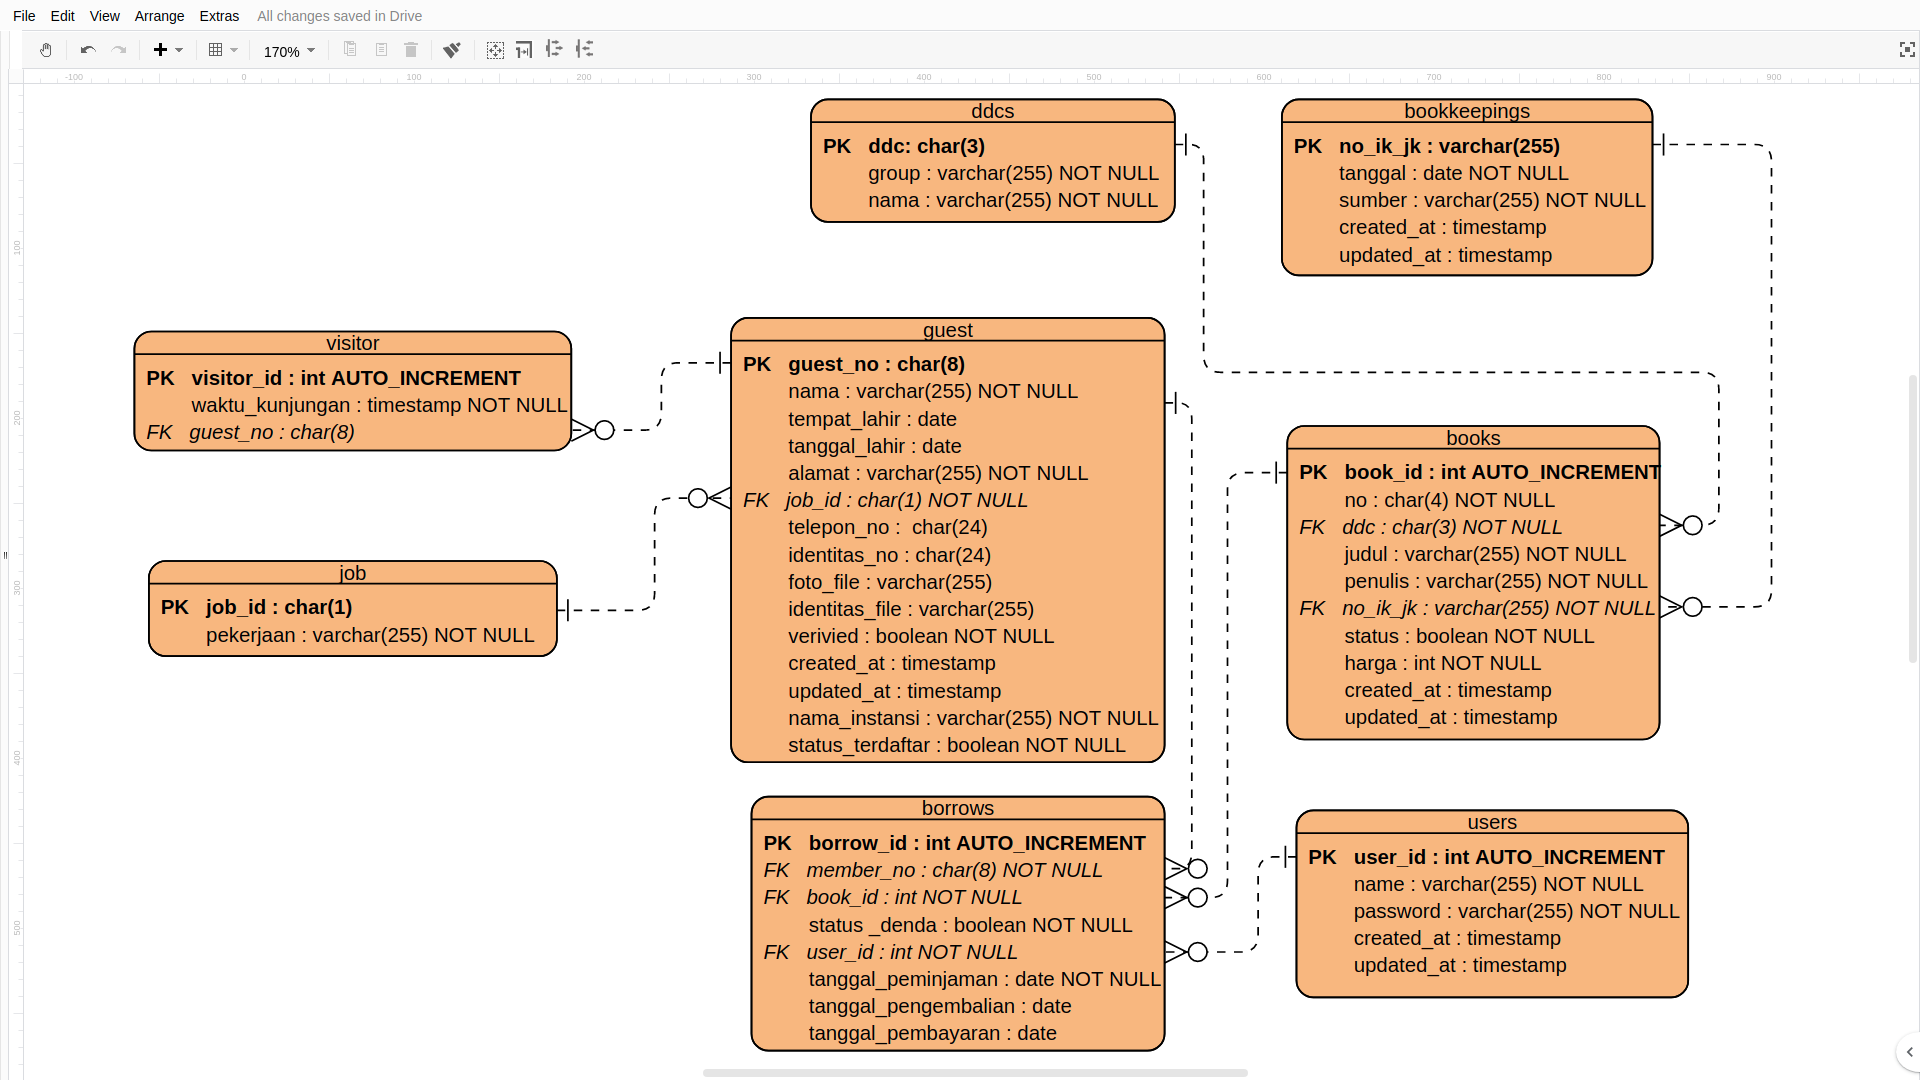 File Edit View Arrange Extras All changes saved in Drive
170%
-100 0 100 200 300 400 500 600 700 800 900
100
200
300
400
500
ddcs
PK ddc: char(3)
group : varchar(255) NOT NULL
nama : varchar(255) NOT NULL
bookkeepings
PK no_ik_jk : varchar(255)
tanggal : date NOT NULL
sumber : varchar(255) NOT NULL
created_at : timestamp
updated_at : timestamp
visitor
PK visitor_id : int AUTO_INCREMENT
waktu_kunjungan : timestamp NOT NULL
FK guest_no : char(8)
guest
PK guest_no : char(8)
nama : varchar(255) NOT NULL
tempat_lahir : date
tanggal_lahir : date
alamat : varchar(255) NOT NULL
FK job_id : char(1) NOT NULL
telepon_no : char(24)
identitas_no : char(24)
foto_file : varchar(255)
identitas_file : varchar(255)
verivied : boolean NOT NULL
created_at : timestamp
updated_at : timestamp
nama_instansi : varchar(255) NOT NULL
status_terdaftar : boolean NOT NULL
job
PK job_id : char(1)
pekerjaan : varchar(255) NOT NULL
books
PK book_id : int AUTO_INCREMENT
no : char(4) NOT NULL
FK ddc : char(3) NOT NULL
judul : varchar(255) NOT NULL
penulis : varchar(255) NOT NULL
FK no_ik_jk : varchar(255) NOT NULL
status : boolean NOT NULL
harga : int NOT NULL
created_at : timestamp
updated_at : timestamp
borrows
PK borrow_id : int AUTO_INCREMENT
FK member_no : char(8) NOT NULL
FK book_id : int NOT NULL
status _denda : boolean NOT NULL
FK user_id : int NOT NULL
tanggal_peminjaman : date NOT NULL
tanggal_pengembalian : date
tanggal_pembayaran : date
users
PK user_id : int AUTO_INCREMENT
name : varchar(255) NOT NULL
password : varchar(255) NOT NULL
created_at : timestamp
updated_at : timestamp